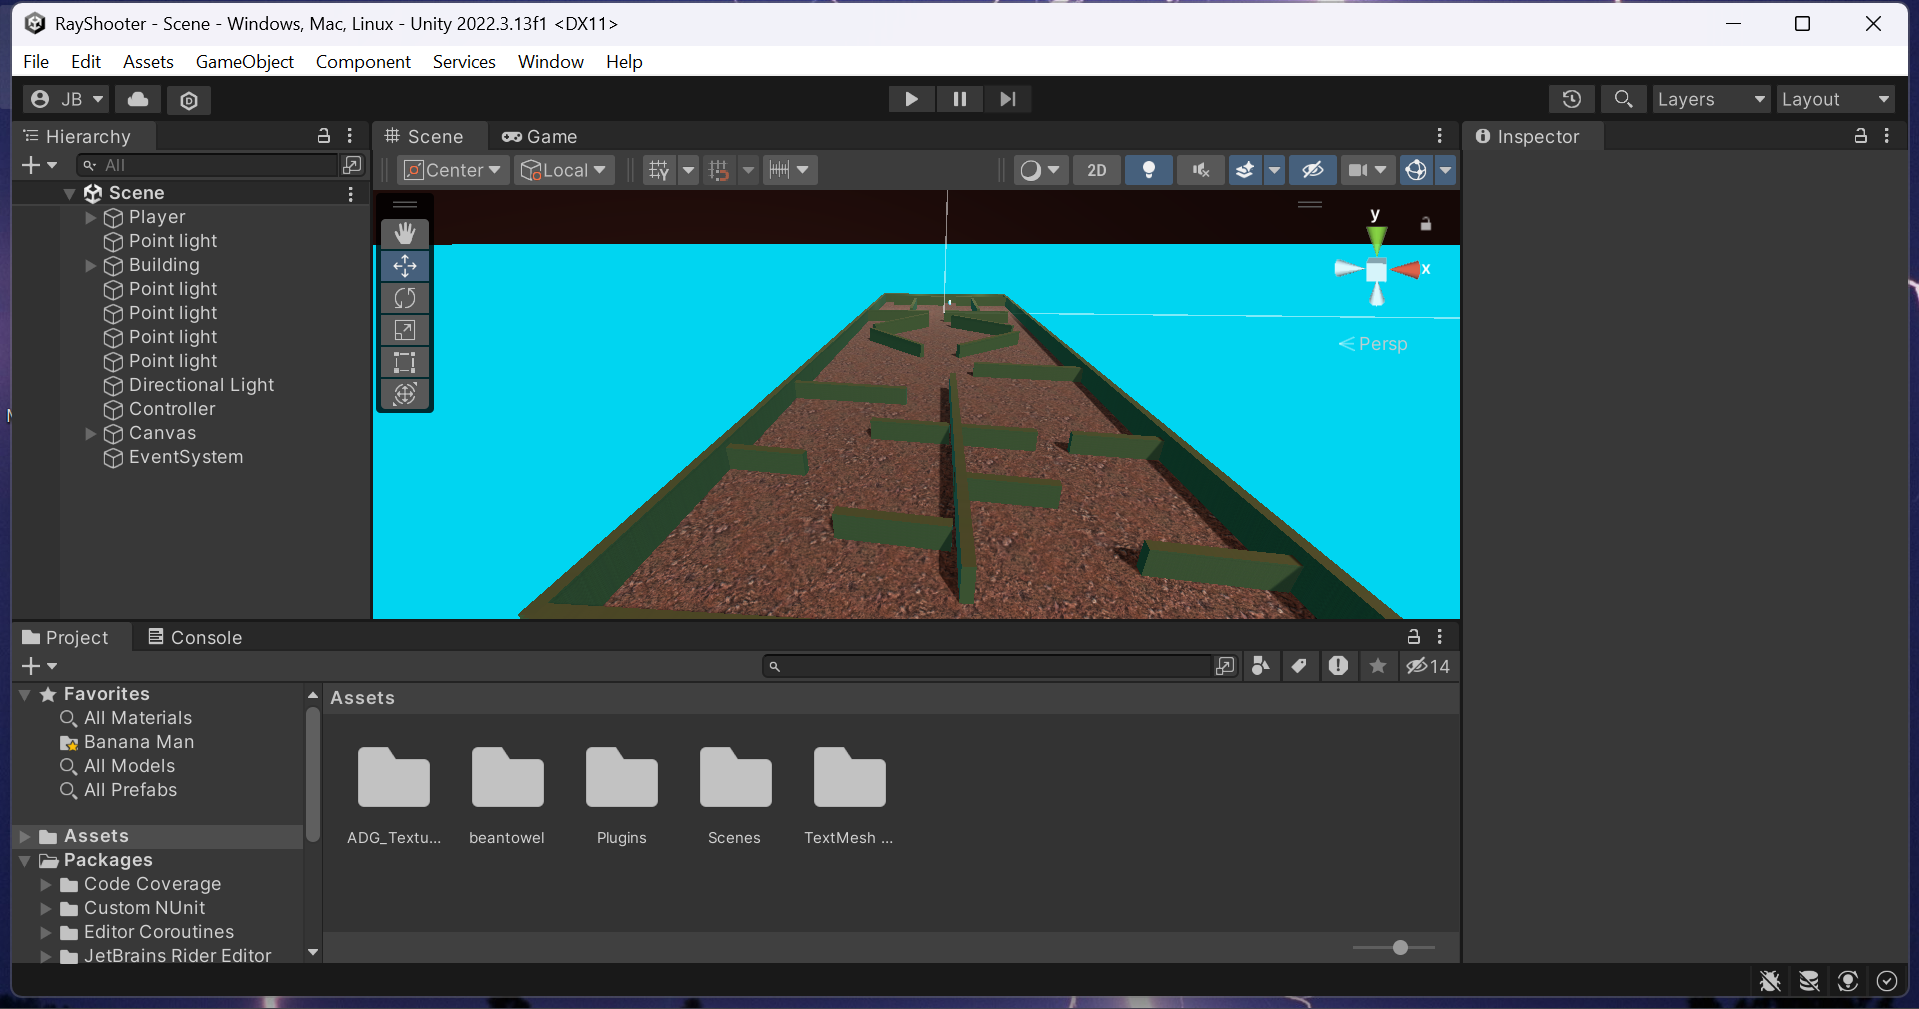 RayShooter - Scene - Windows, Mac, Linux - Unity 2022.3.13f1 <DX11>
File Edit Assets GameObject Component Services Window Help
JB Layers Layout
Hierarchy
All
Scene
Player
Point light
Building
Point light
Point light
Point light
Point light
Directional Light
Controller
Canvas
EventSystem
Scene Game
Center Local 2D
y
x
Persp
Inspector
Project Console
14
Favorites
All Materials
Banana Man
All Models
All Prefabs
Assets
Packages
Code Coverage
Custom NUnit
Editor Coroutines
JetBrains Rider Editor
Assets
ADG_Textu... beantowel Plugins Scenes TextMesh ...